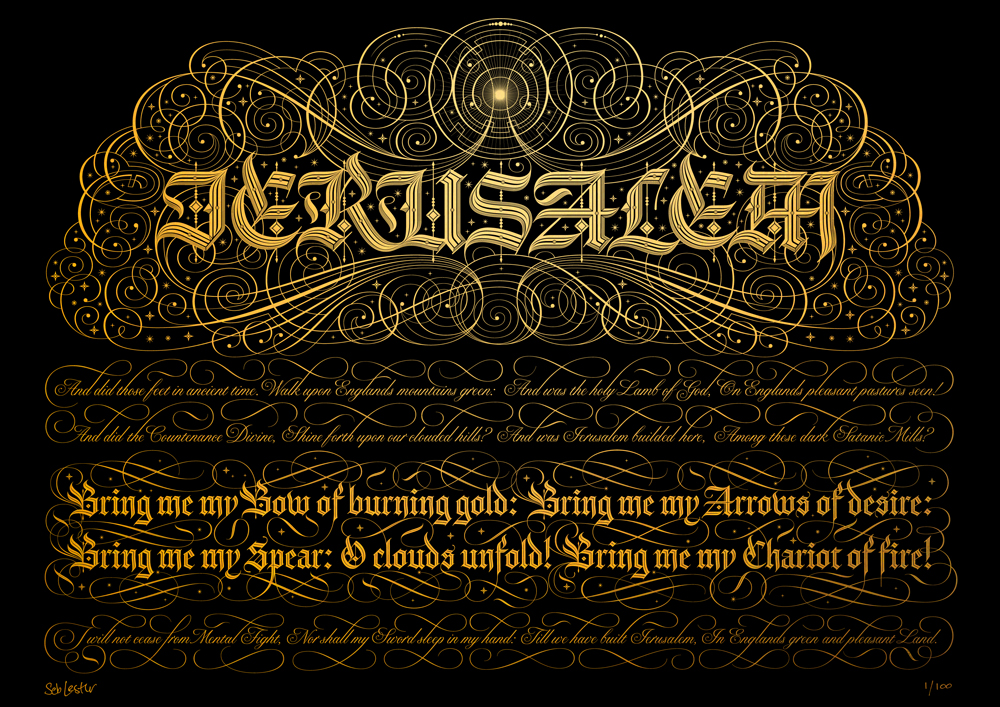 JERUSALEM
And did those feet in ancient time. Walk upon Englands mountains green: And was the holy Lamb of God, On Englands pleasant pastures seen!
And did the Countenance Divine, Shine forth upon our clouded hills? And was Jerusalem builded here, Among these dark Satanic Mills?
Bring me my Bow of burning gold: Bring me my Arrows of desire:
Bring me my Spear: O clouds unfold! Bring me my Chariot of fire!
I will not cease from Mental Fight, Nor shall my Sword sleep in my hand: Till we have built Jerusalem, In Englands green and pleasant Land.
Seb Lester
1/100